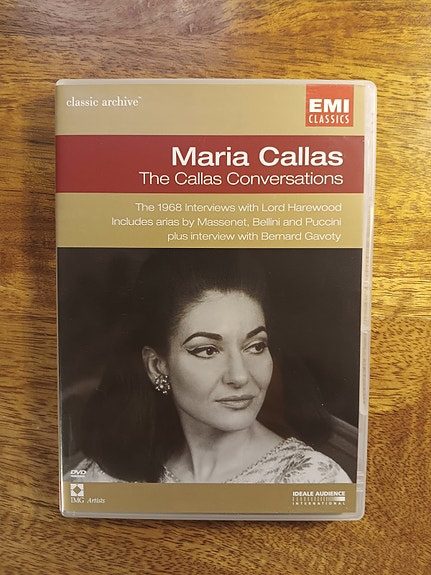 classic archive™
EMI
CLASSICS
Maria Callas
The Callas Conversations
The 1968 Interviews with Lord Harewood
Includes arias by Massenet, Bellini and Puccini
plus interview with Bernard Gavoty
DVD
IMG Artists
IDEALE AUDIENCE
INTERNATIONAL